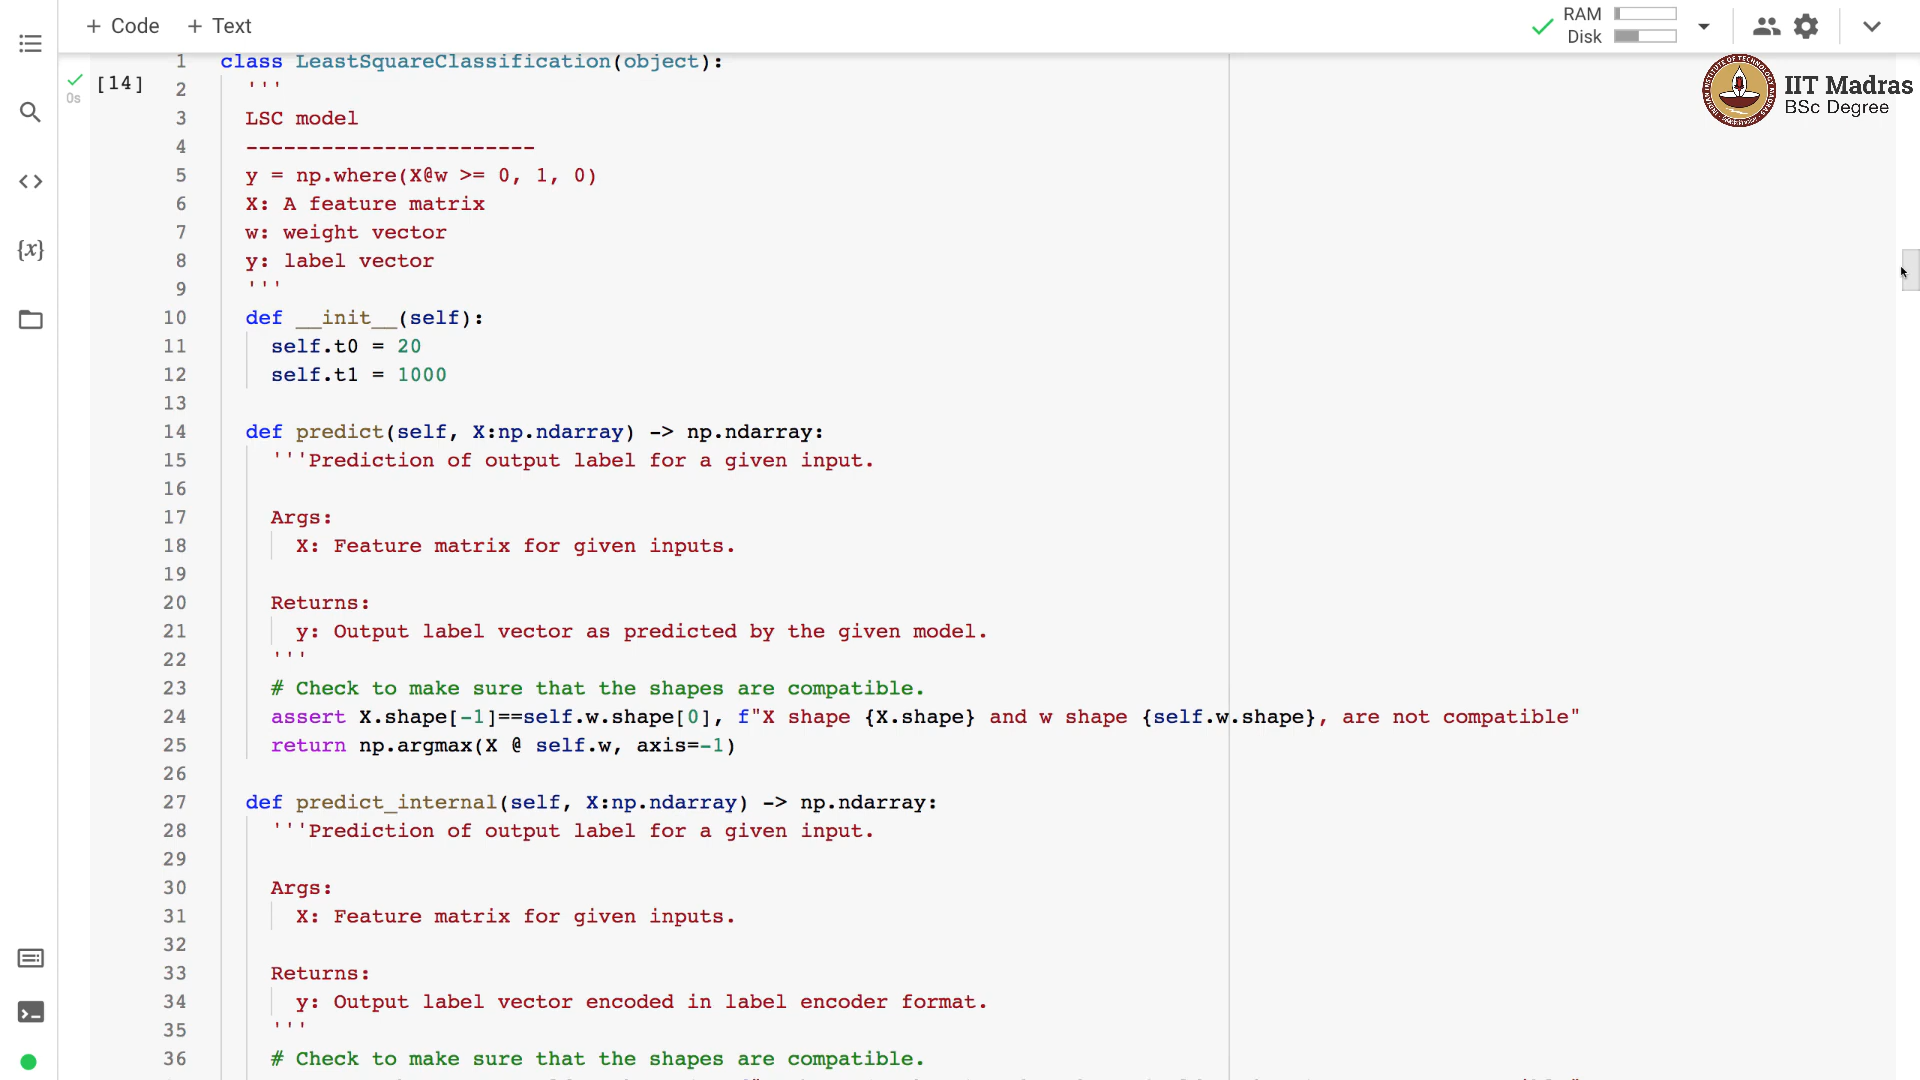 + Code + Text
RAM
Disk
IIT Madras
BSc Degree
[14]
0s
1 class LeastSquareClassification(object):
2 '''
3 LSC model
4 -----------------------
5 y = np.where(X@w >= 0, 1, 0)
6 X: A feature matrix
7 w: weight vector
8 y: label vector
9 '''
10 def __init__(self):
11 self.t0 = 20
12 self.t1 = 1000
13
14 def predict(self, X:np.ndarray) -> np.ndarray:
15 '''Prediction of output label for a given input.
16
17 Args:
18 X: Feature matrix for given inputs.
19
20 Returns:
21 y: Output label vector as predicted by the given model.
22 '''
23 # Check to make sure that the shapes are compatible.
24 assert X.shape[-1]==self.w.shape[0], f"X shape {X.shape} and w shape {self.w.shape}, are not compatible"
25 return np.argmax(X @ self.w, axis=-1)
26
27 def predict_internal(self, X:np.ndarray) -> np.ndarray:
28 '''Prediction of output label for a given input.
29
30 Args:
31 X: Feature matrix for given inputs.
32
33 Returns:
34 y: Output label vector encoded in label encoder format.
35 '''
36 # Check to make sure that the shapes are compatible.